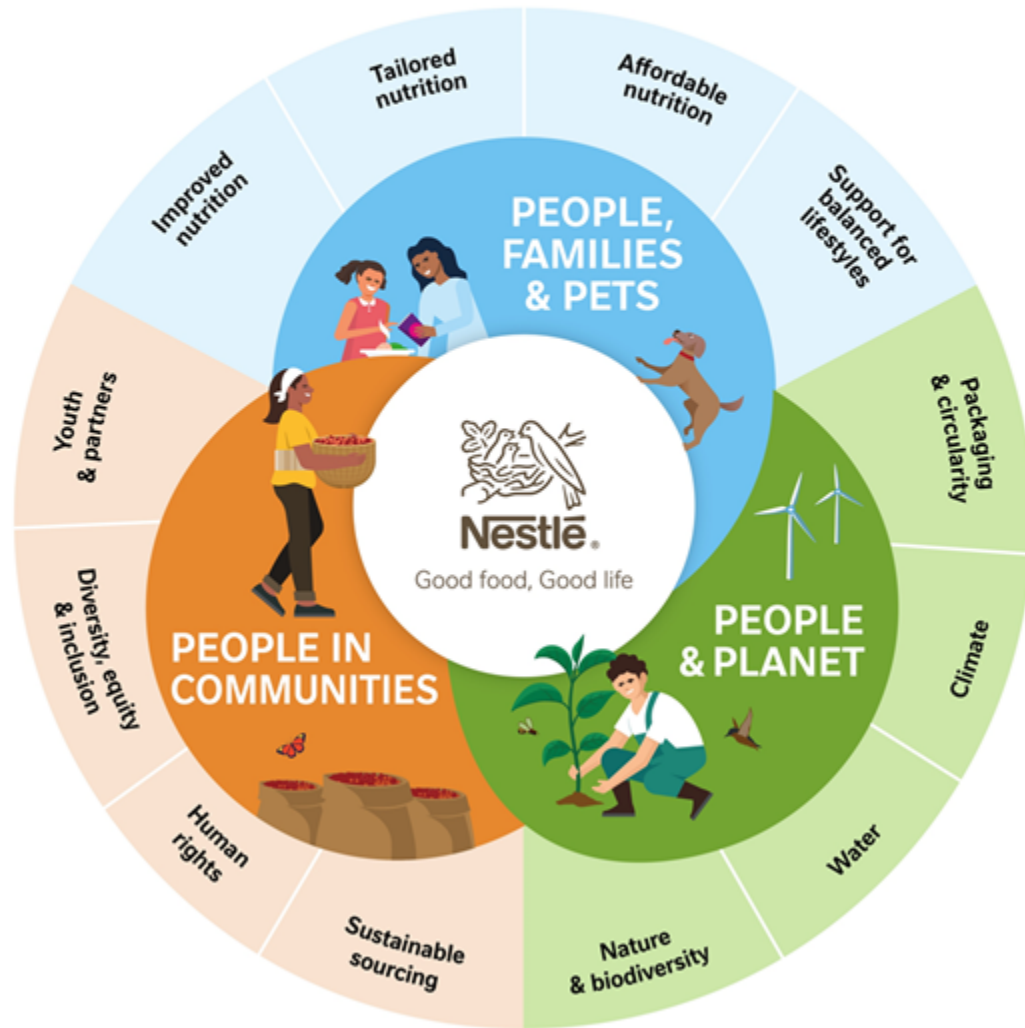 Tailored
nutrition
Affordable
nutrition
Support for
balanced
lifestyles
Packaging
& circularity
Climate
Water
Nature
& biodiversity
Sustainable
sourcing
Human
rights
Diversity, equity
& inclusion
Youth
& partners
Improved
nutrition
PEOPLE,
FAMILIES
& PETS
PEOPLE
& PLANET
PEOPLE IN
COMMUNITIES
Nestlé®
Good food, Good life